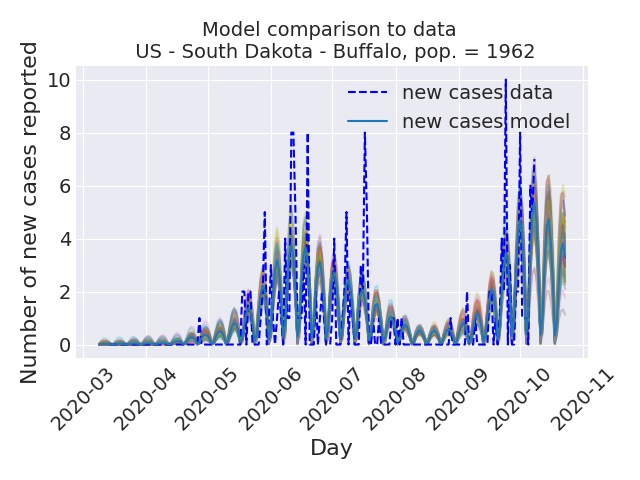 Model comparison to data
US - South Dakota - Buffalo, pop. = 1962
Number of new cases reported
10
8
6
4
2
0
new cases data
new cases model
2020-03
2020-04
2020-05
2020-06
2020-07
2020-08
2020-09
2020-10
2020-11
Day